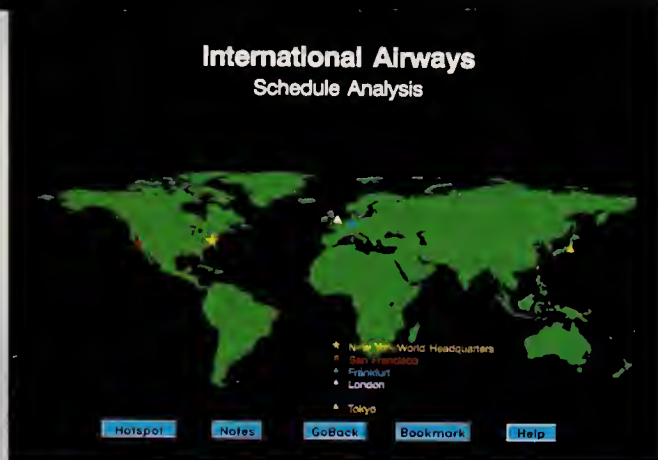 International Airways
Schedule Analysis
New York World Headquarters
San Francisco
Frankfurt
London
Tokyo
Hotspot Notes GoBack Bookmark Help